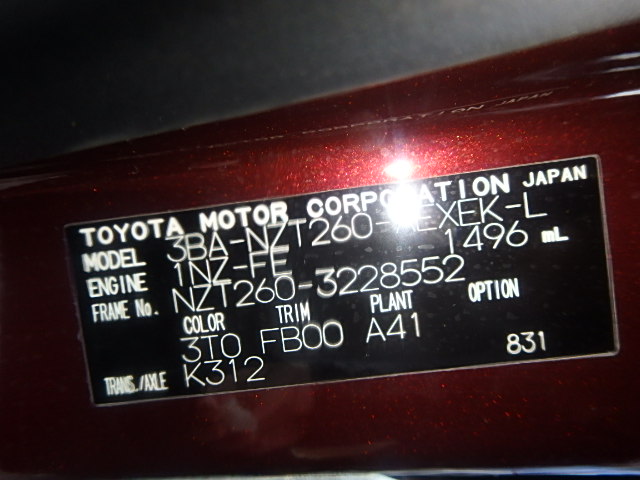 TOYOTA MOTOR CORPORATION JAPAN
MODEL 3BA-NZT260- EXEK-L
ENGINE 1NZ-FE 1496 mL
FRAME No. NZT260-3228552
COLOR TRIM PLANT OPTION
3T0 FB00 A41
TRANS./AXLE K312 831